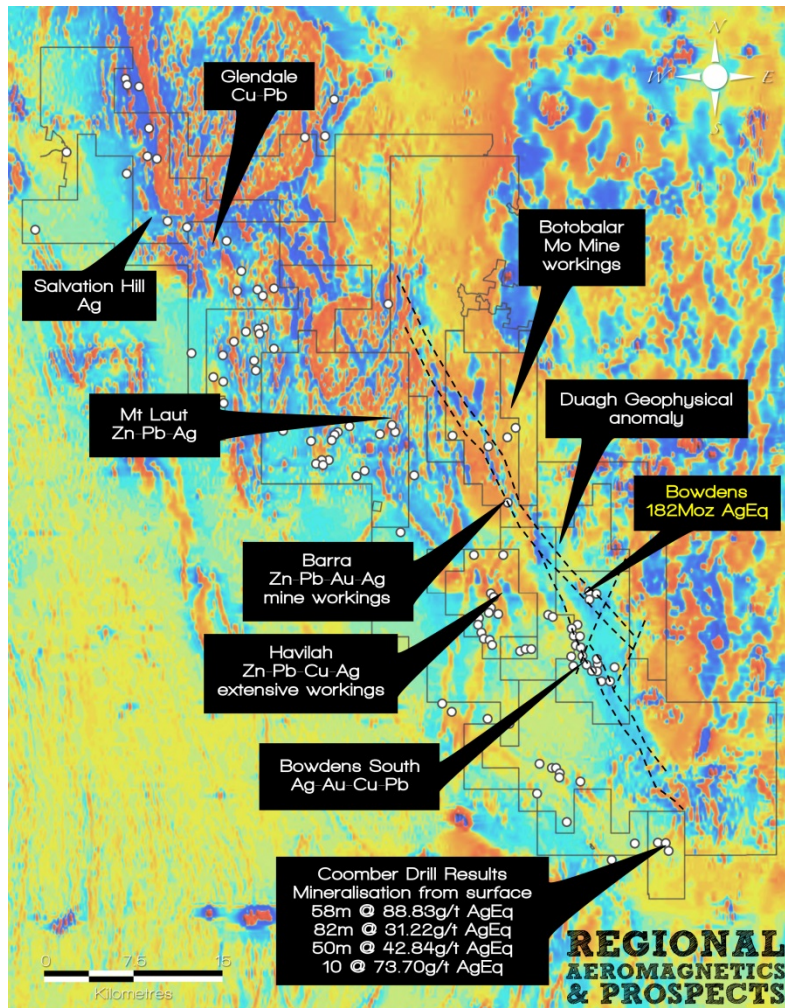 N
W
E
S
Glendale
Cu-Pb
Salvation Hill
Ag
Botobalar
Mo Mine
workings
Mt Laut
Zn-Pb-Ag
Duagh Geophysical
anomaly
Bowdens
182Moz AgEq
Barra
Zn-Pb-Au-Ag
mine workings
Havilah
Zn-Pb-Cu-Ag
extensive workings
Bowdens South
Ag-Au-Cu-Pb
Coomber Drill Results
Mineralisation from surface
58m @ 88.83g/t AgEq
82m @ 31.22g/t AgEq
50m @ 42.84g/t AgEq
10 @ 73.70g/t AgEq
0 7.5 15
Kilometres
REGIONAL
AEROMAGNETICS
& PROSPECTS